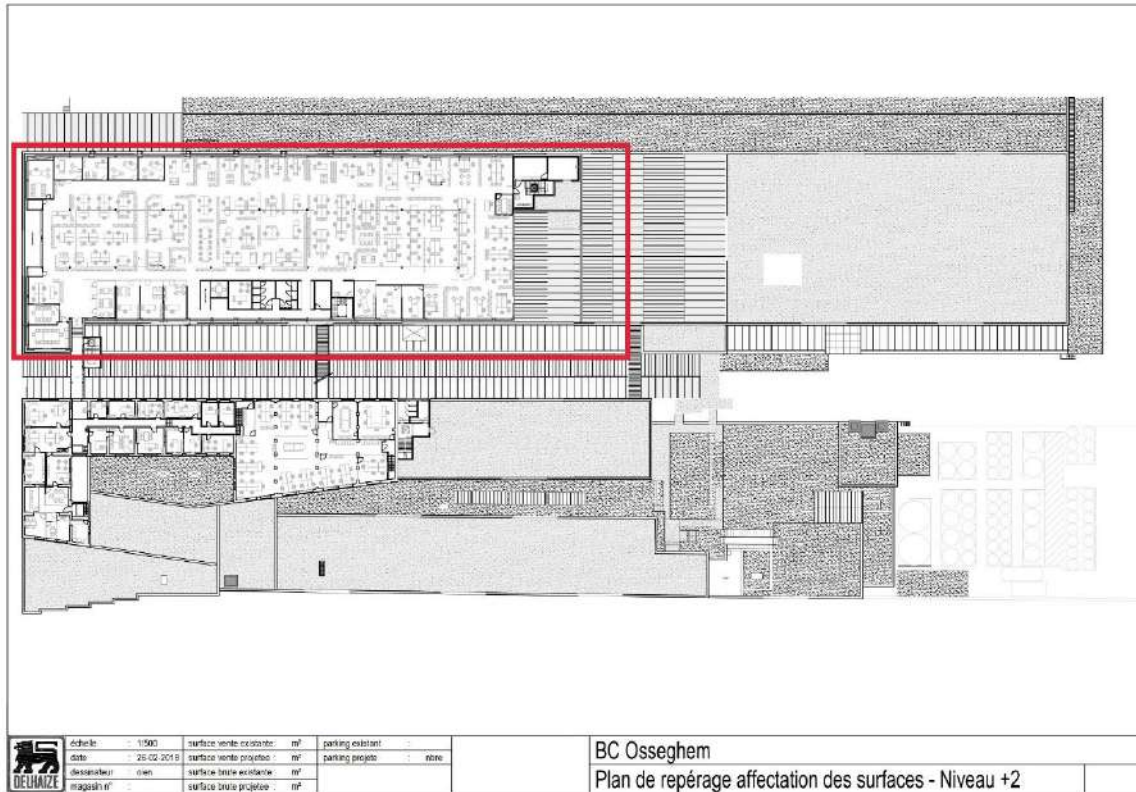 échelle : 1/500 surface vente existante : m² parking existant :
date : 26-02-2018 surface vente projetée : m² parking projeté : nbre
dessinateur : olen surface brute existante m²
magasin n° : surface brute projetée : m²
DELHAIZE
BC Osseghem
Plan de repérage affectation des surfaces - Niveau +2